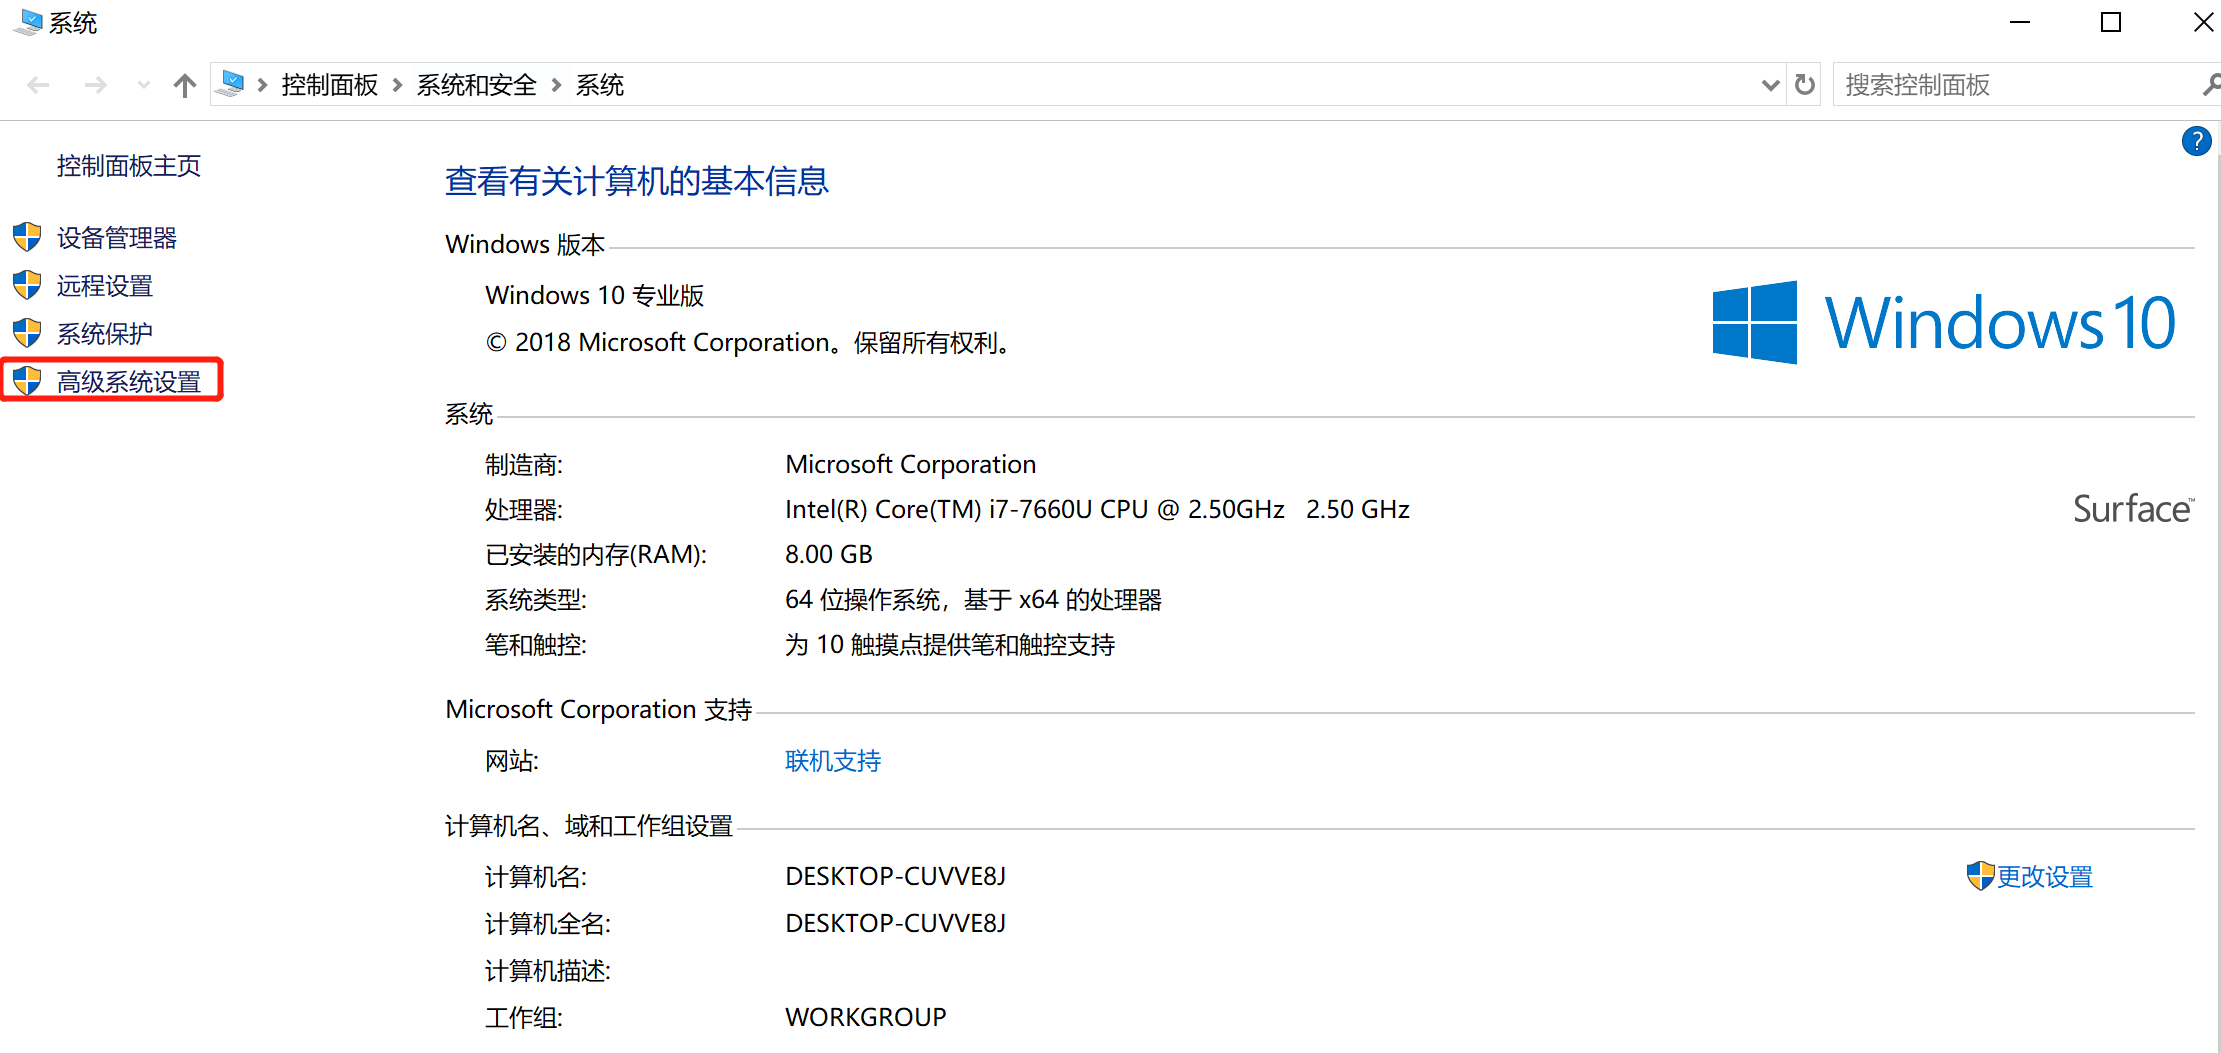 系统
控制面板 系统和安全 系统 搜索控制面板
控制面板主页
设备管理器
远程设置
系统保护
高级系统设置
查看有关计算机的基本信息
Windows 版本
Windows 10 专业版
© 2018 Microsoft Corporation。保留所有权利。
Windows 10
系统
制造商: Microsoft Corporation
处理器: Intel(R) Core(TM) i7-7660U CPU @ 2.50GHz 2.50 GHz
Surface™
已安装的内存(RAM): 8.00 GB
系统类型: 64 位操作系统，基于 x64 的处理器
笔和触控: 为 10 触摸点提供笔和触控支持
Microsoft Corporation 支持
网站: 联机支持
计算机名、域和工作组设置
计算机名: DESKTOP-CUVVE8J 更改设置
计算机全名: DESKTOP-CUVVE8J
计算机描述:
工作组: WORKGROUP